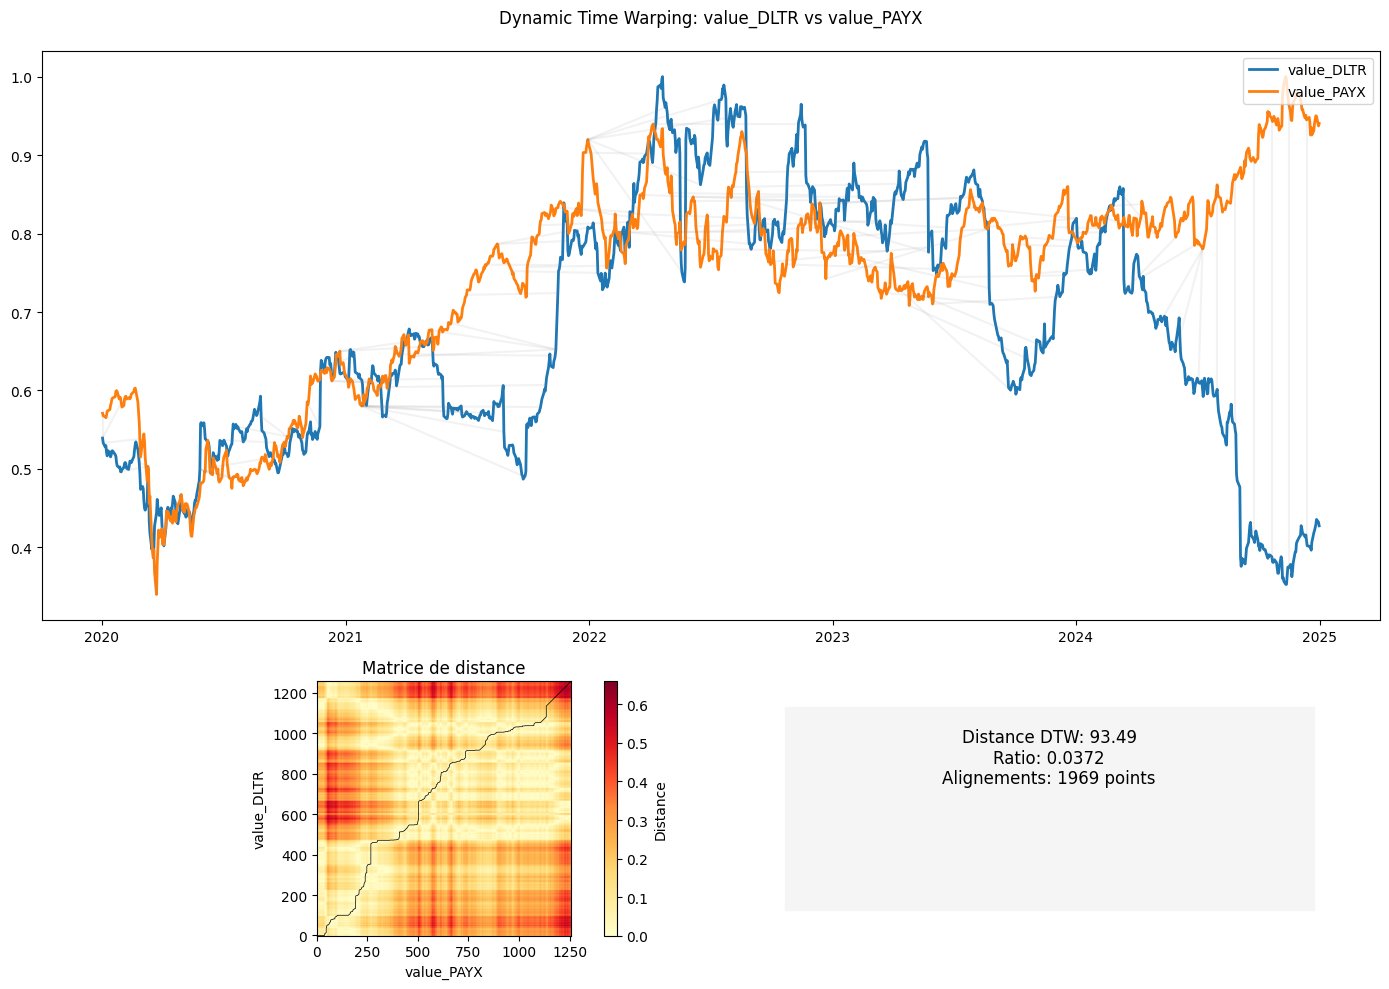 Dynamic Time Warping: value_DLTR vs value_PAYX
value_DLTR
value_PAYX
1.0
0.9
0.8
0.7
0.6
0.5
0.4
2020 2021 2022 2023 2024 2025
Matrice de distance
value_DLTR
1200
1000
800
600
400
200
0
0 250 500 750 1000 1250
value_PAYX
0.6
0.5
0.4
0.3
0.2
0.1
0.0
Distance
Distance DTW: 93.49
Ratio: 0.0372
Alignements: 1969 points